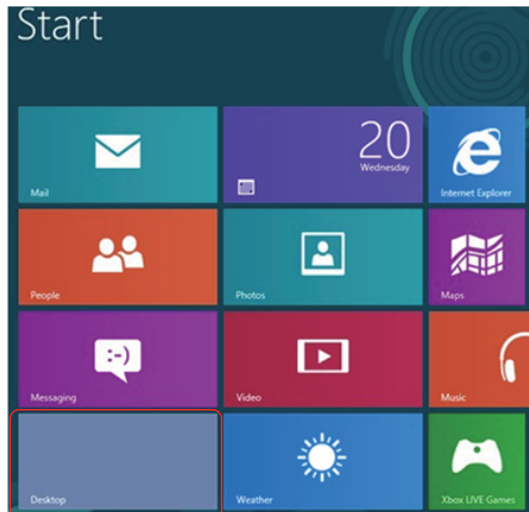 Start
Mail
20
Wednesday
Internet Explorer
People
Photos
Maps
Messaging
:-)
Video
Music
Desktop
Weather
Xbox LIVE Games